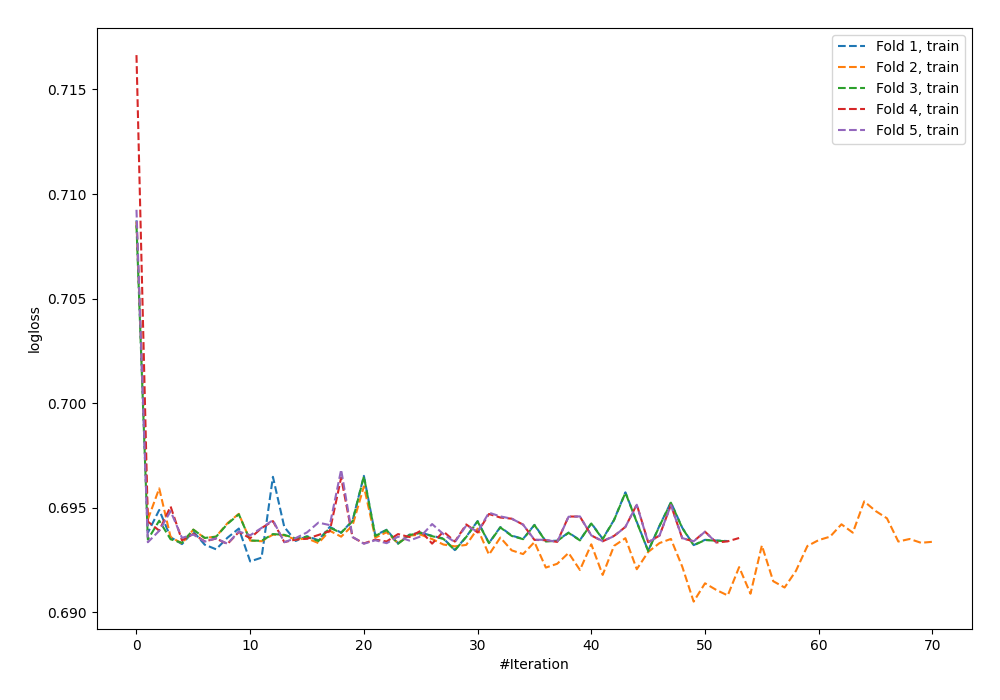 Fold 1, train
Fold 2, train
Fold 3, train
Fold 4, train
Fold 5, train
0.715
0.710
0.705
0.700
0.695
0.690
logloss
0 10 20 30 40 50 60 70
#Iteration